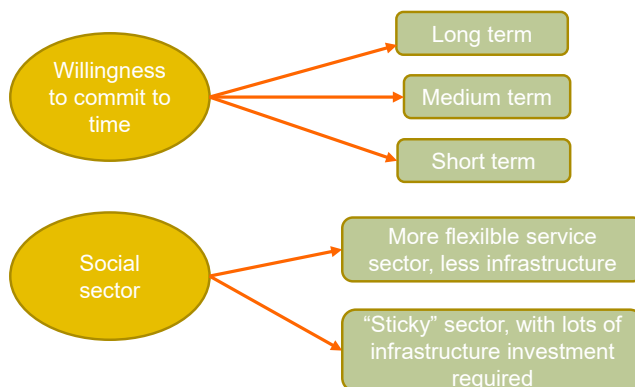 Willingness
to commit to
time
Long term
Medium term
Short term
Social
sector
More flexilble service
sector, less infrastructure
“Sticky” sector, with lots of
infrastructure investment
required